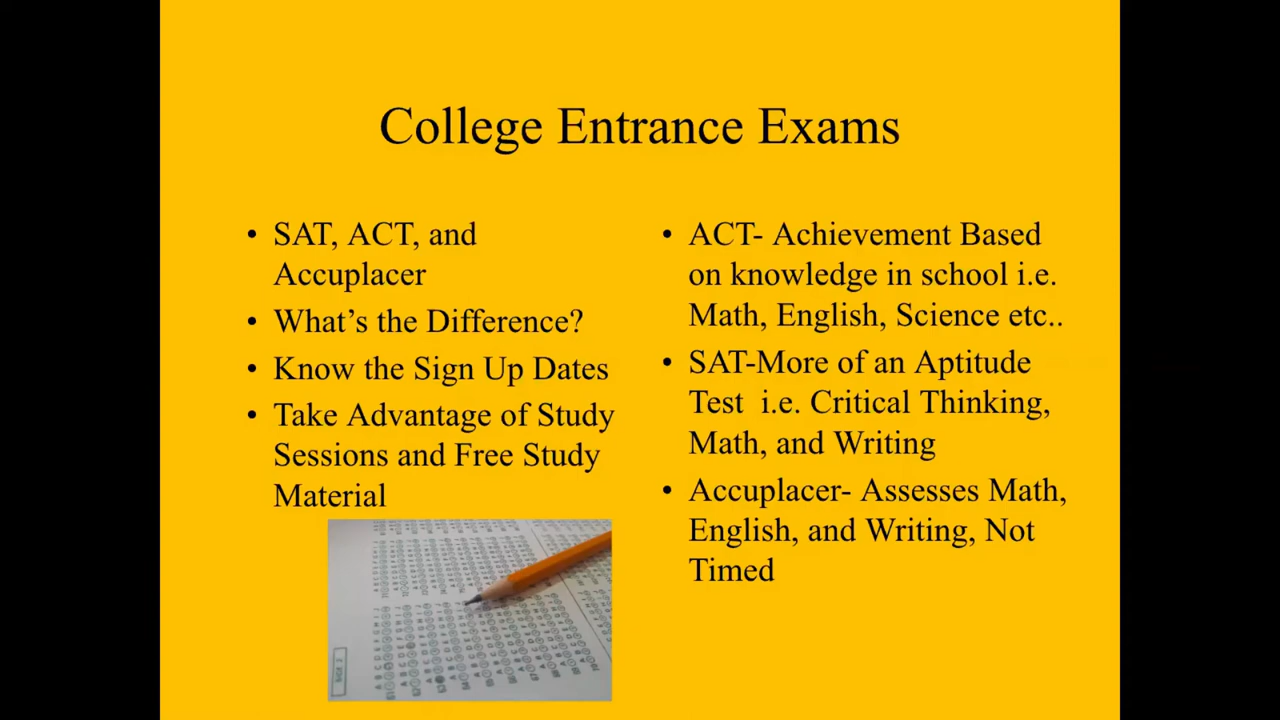 College Entrance Exams
• SAT, ACT, and
Accuplacer
• What’s the Difference?
• Know the Sign Up Dates
• Take Advantage of Study
Sessions and Free Study
Material
• ACT- Achievement Based
on knowledge in school i.e.
Math, English, Science etc..
• SAT-More of an Aptitude
Test  i.e. Critical Thinking,
Math, and Writing
• Accuplacer- Assesses Math,
English, and Writing, Not
Timed